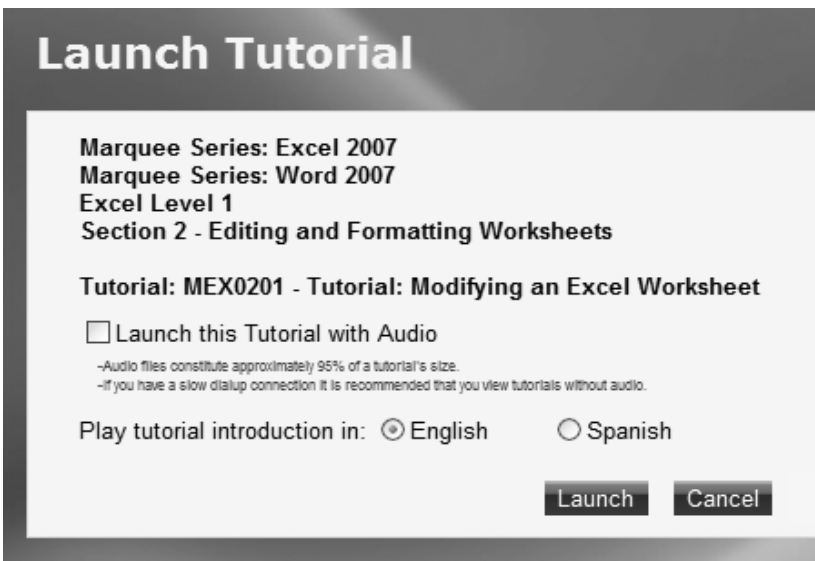 Launch Tutorial
Marquee Series: Excel 2007
Marquee Series: Word 2007
Excel Level 1
Section 2 - Editing and Formatting Worksheets
Tutorial: MEX0201 - Tutorial: Modifying an Excel Worksheet
Launch this Tutorial with Audio
-Audio files constitute approximately 95% of a tutorial's size.
-If you have a slow dialup connection it is recommended that you view tutorials without audio.
Play tutorial introduction in: English Spanish
Launch Cancel